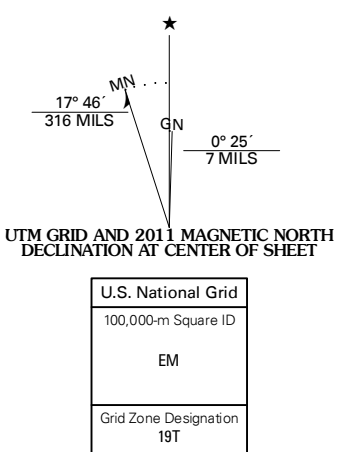 ★
MN
17° 46´
316 MILS
GN
0° 25´
7 MILS
UTM GRID AND 2011 MAGNETIC NORTH
DECLINATION AT CENTER OF SHEET
U.S. National Grid
100,000-m Square ID
EM
Grid Zone Designation
19T